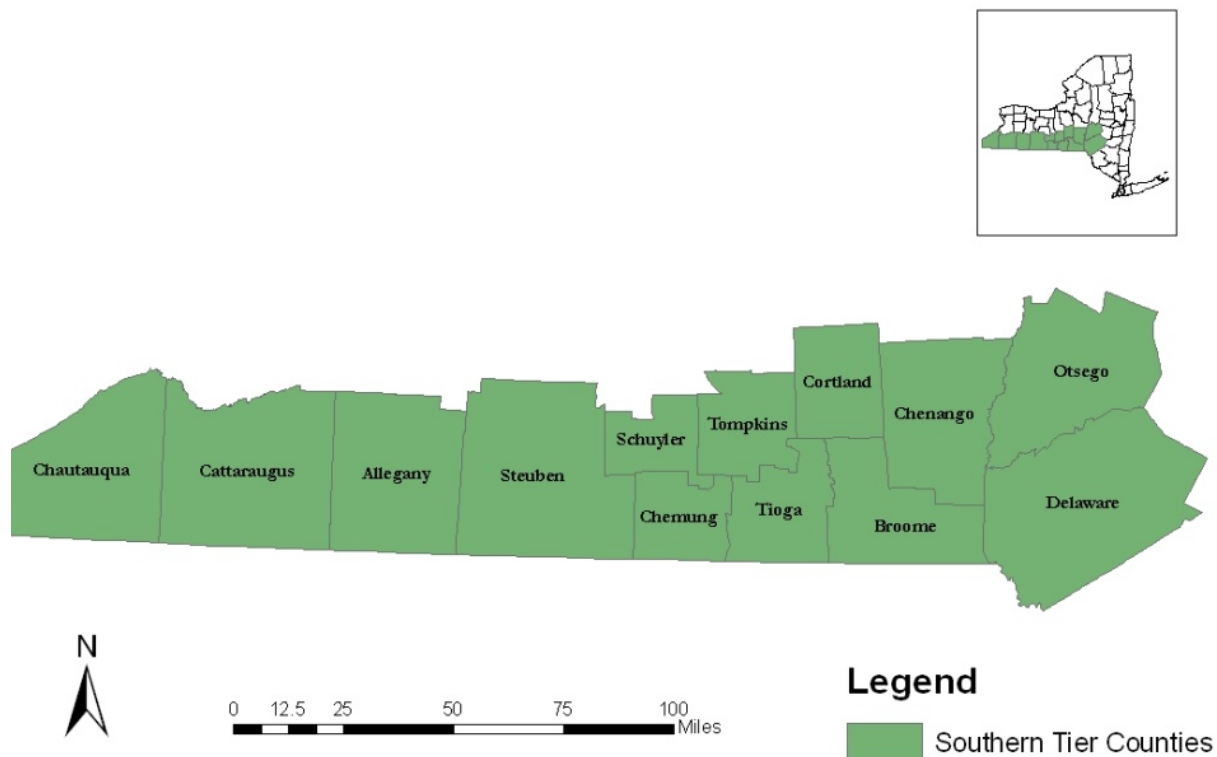 Otsego
Cortland
Chenango
Tompkins
Schuyler
Chautauqua
Cattaraugus
Allegany
Steuben
Delaware
Chemung
Tioga
Broome
N
0 12.5 25 50 75 100
Miles
Legend
Southern Tier Counties